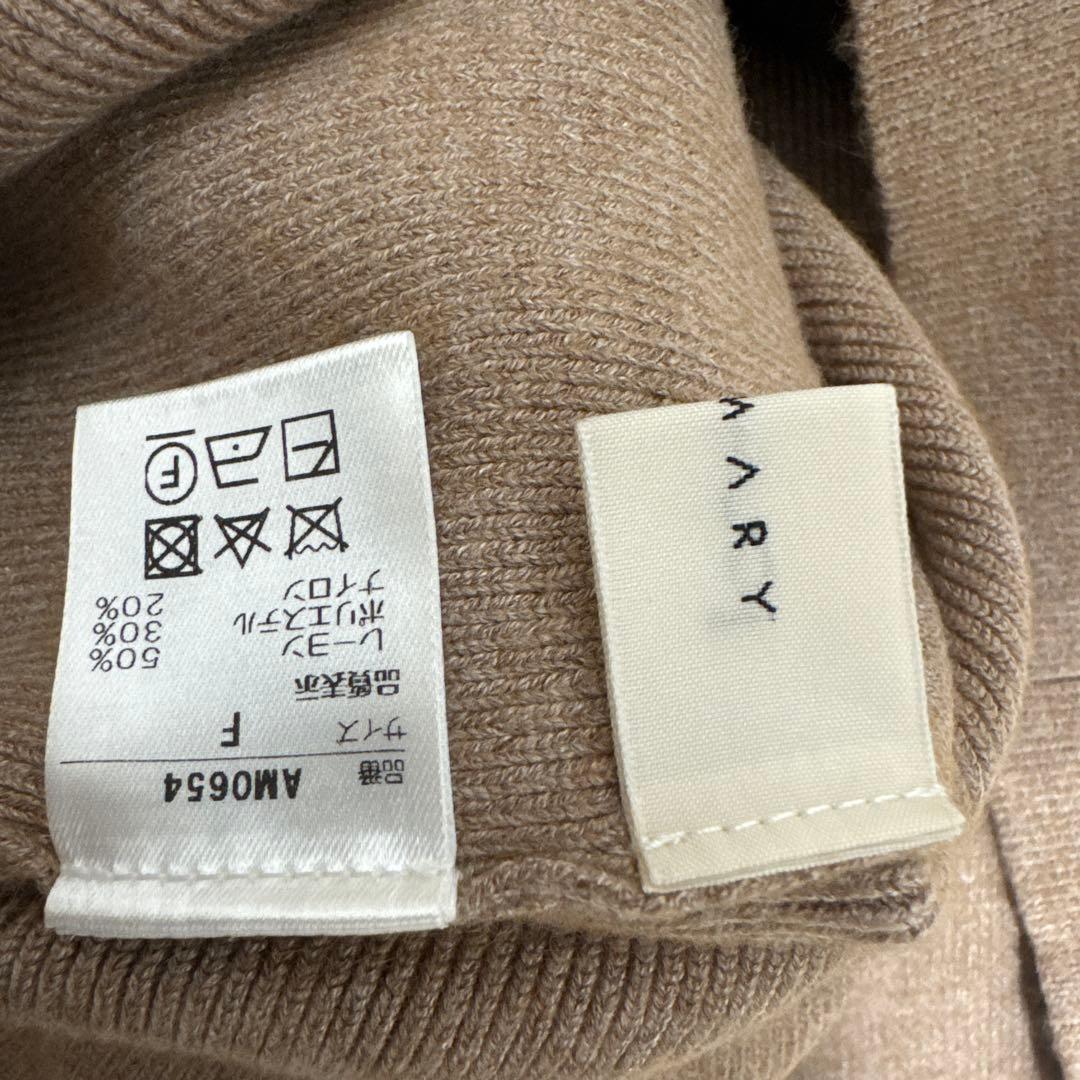 品番 AM0654
サイズ F
品質表示
レーヨン 50%
ポリエステル 30%
ナイロン 20%
F
MARY